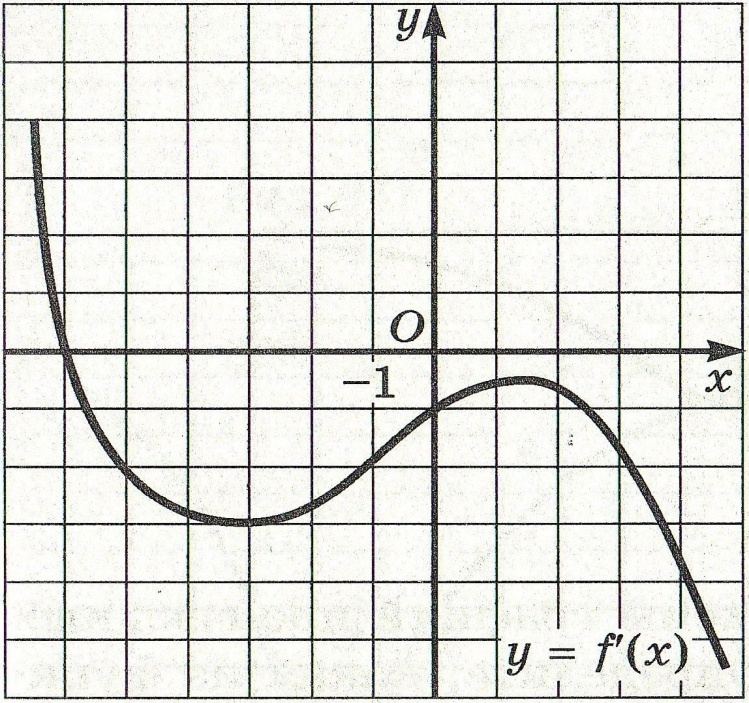 y
O
−1
x
y = f′(x)